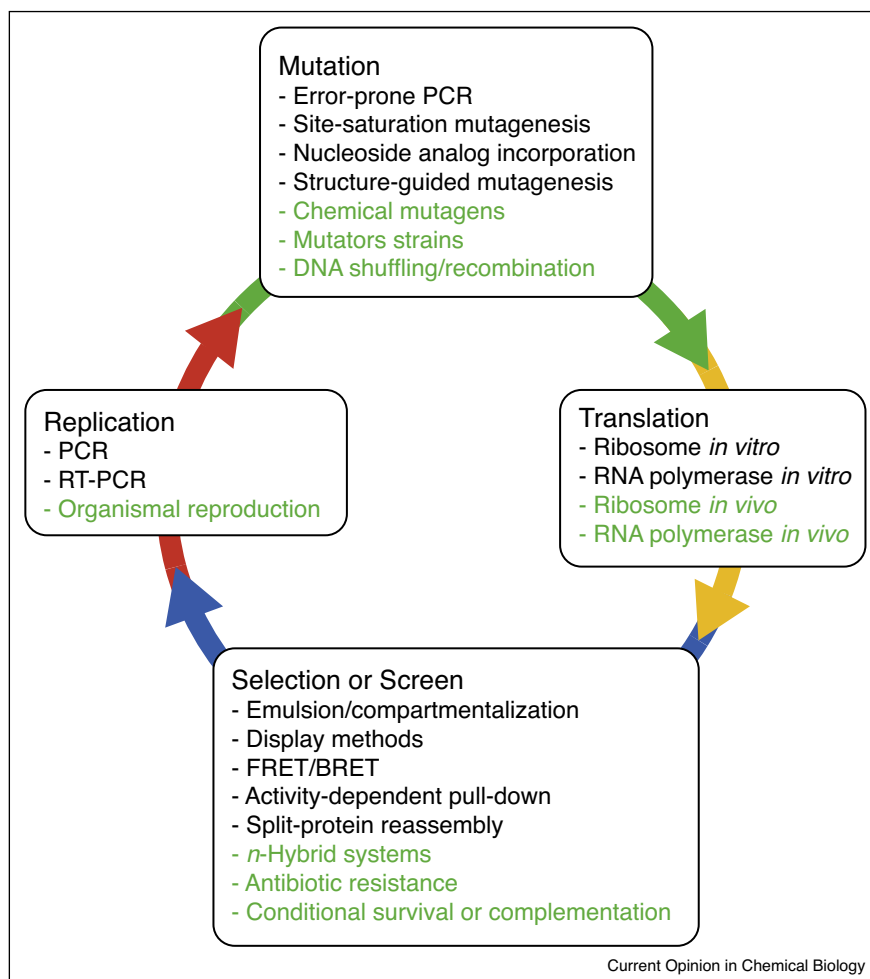 Mutation
- Error-prone PCR
- Site-saturation mutagenesis
- Nucleoside analog incorporation
- Structure-guided mutagenesis
- Chemical mutagens
- Mutators strains
- DNA shuffling/recombination
Replication
- PCR
- RT-PCR
- Organismal reproduction
Translation
- Ribosome in vitro
- RNA polymerase in vitro
- Ribosome in vivo
- RNA polymerase in vivo
Selection or Screen
- Emulsion/compartmentalization
- Display methods
- FRET/BRET
- Activity-dependent pull-down
- Split-protein reassembly
- n-Hybrid systems
- Antibiotic resistance
- Conditional survival or complementation
Current Opinion in Chemical Biology